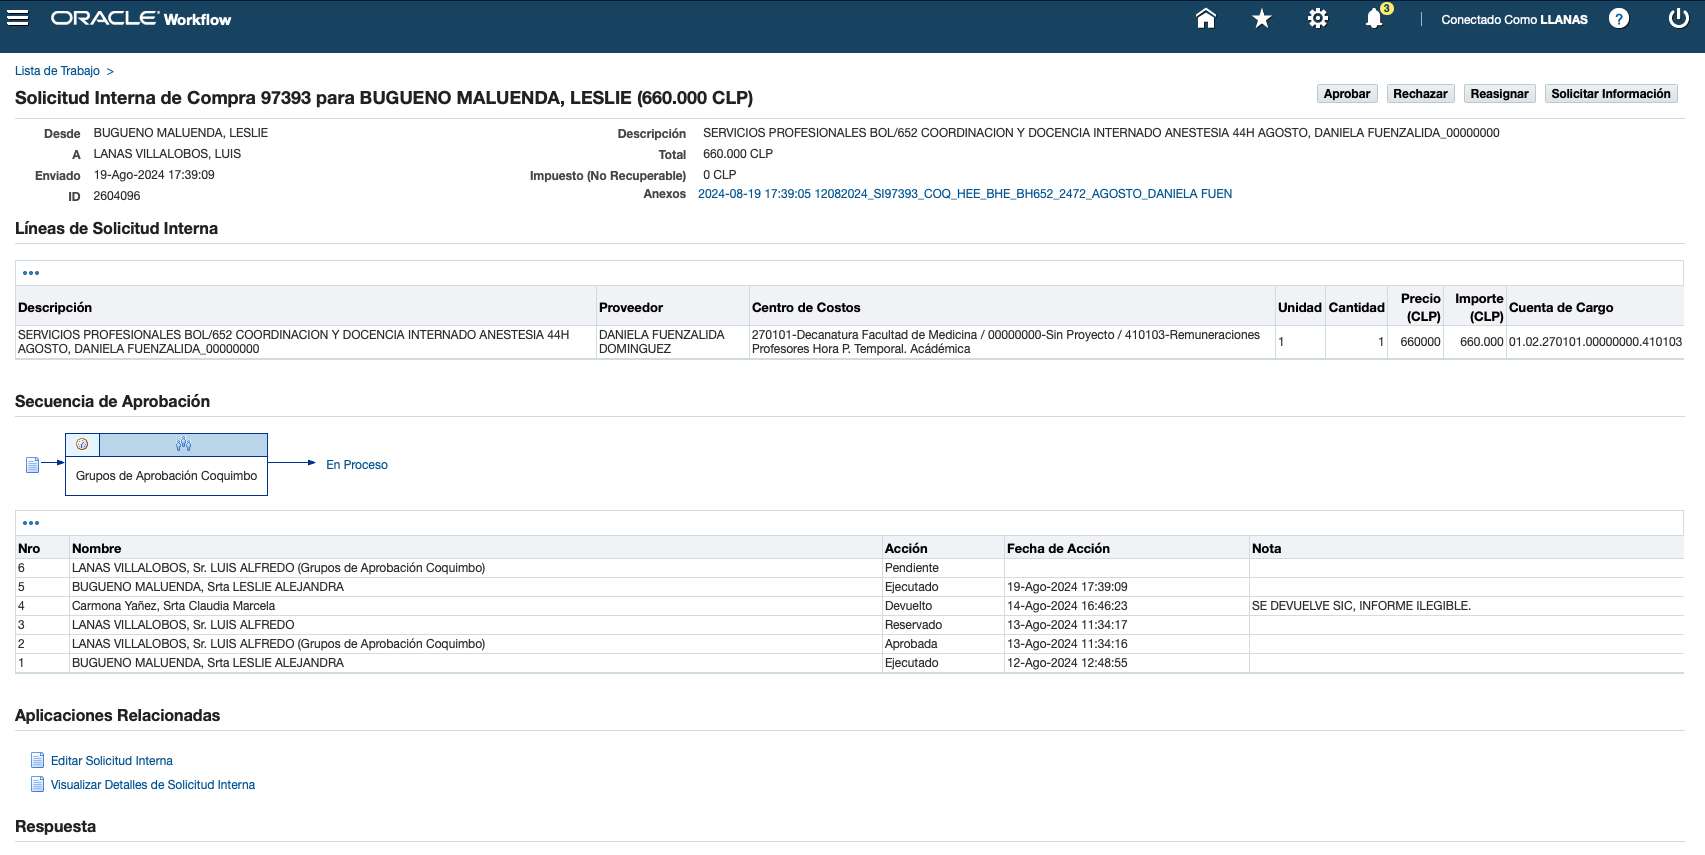 ORACLE Workflow
3
Conectado Como LLANAS
?
Lista de Trabajo >
Solicitud Interna de Compra 97393 para BUGUENO MALUENDA, LESLIE (660.000 CLP)
Aprobar Rechazar Reasignar Solicitar Información
Desde BUGUENO MALUENDA, LESLIE
A LANAS VILLALOBOS, LUIS
Enviado 19-Ago-2024 17:39:09
ID 2604096
Descripción SERVICIOS PROFESIONALES BOL/652 COORDINACION Y DOCENCIA INTERNADO ANESTESIA 44H AGOSTO, DANIELA FUENZALIDA_00000000
Total 660.000 CLP
Impuesto (No Recuperable) 0 CLP
Anexos 2024-08-19 17:39:05 12082024_SI97393_COQ_HEE_BHE_BH652_2472_AGOSTO_DANIELA FUEN
Líneas de Solicitud Interna
Descripción Proveedor Centro de Costos Unidad Cantidad Precio (CLP) Importe (CLP) Cuenta de Cargo
SERVICIOS PROFESIONALES BOL/652 COORDINACION Y DOCENCIA INTERNADO ANESTESIA 44H
AGOSTO, DANIELA FUENZALIDA_00000000
DANIELA FUENZALIDA
DOMINGUEZ
270101-Decanatura Facultad de Medicina / 00000000-Sin Proyecto / 410103-Remuneraciones
Profesores Hora P. Temporal. Acádémica
1 1 660000 660.000 01.02.270101.00000000.410103
Secuencia de Aprobación
Grupos de Aprobación Coquimbo
En Proceso
Nro Nombre Acción Fecha de Acción Nota
6 LANAS VILLALOBOS, Sr. LUIS ALFREDO (Grupos de Aprobación Coquimbo) Pendiente
5 BUGUENO MALUENDA, Srta LESLIE ALEJANDRA Ejecutado 19-Ago-2024 17:39:09
4 Carmona Yañez, Srta Claudia Marcela Devuelto 14-Ago-2024 16:46:23 SE DEVUELVE SIC, INFORME ILEGIBLE.
3 LANAS VILLALOBOS, Sr. LUIS ALFREDO Reservado 13-Ago-2024 11:34:17
2 LANAS VILLALOBOS, Sr. LUIS ALFREDO (Grupos de Aprobación Coquimbo) Aprobada 13-Ago-2024 11:34:16
1 BUGUENO MALUENDA, Srta LESLIE ALEJANDRA Ejecutado 12-Ago-2024 12:48:55
Aplicaciones Relacionadas
Editar Solicitud Interna
Visualizar Detalles de Solicitud Interna
Respuesta